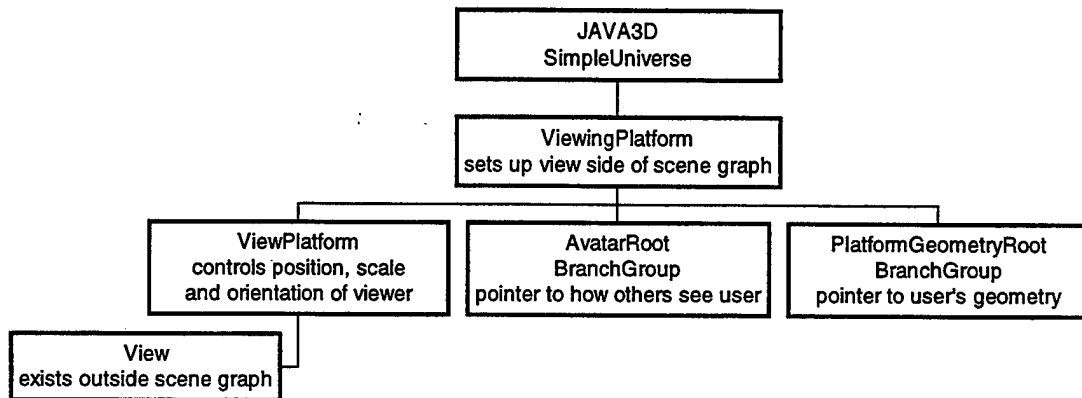 JAVA3D
SimpleUniverse
ViewingPlatform
sets up view side of scene graph
ViewPlatform
controls position, scale
and orientation of viewer
AvatarRoot
BranchGroup
pointer to how others see user
PlatformGeometryRoot
BranchGroup
pointer to user's geometry
View
exists outside scene graph